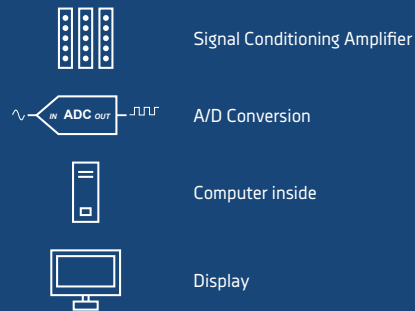 Signal Conditioning Amplifier
IN ADC OUT
A/D Conversion
Computer inside
Display